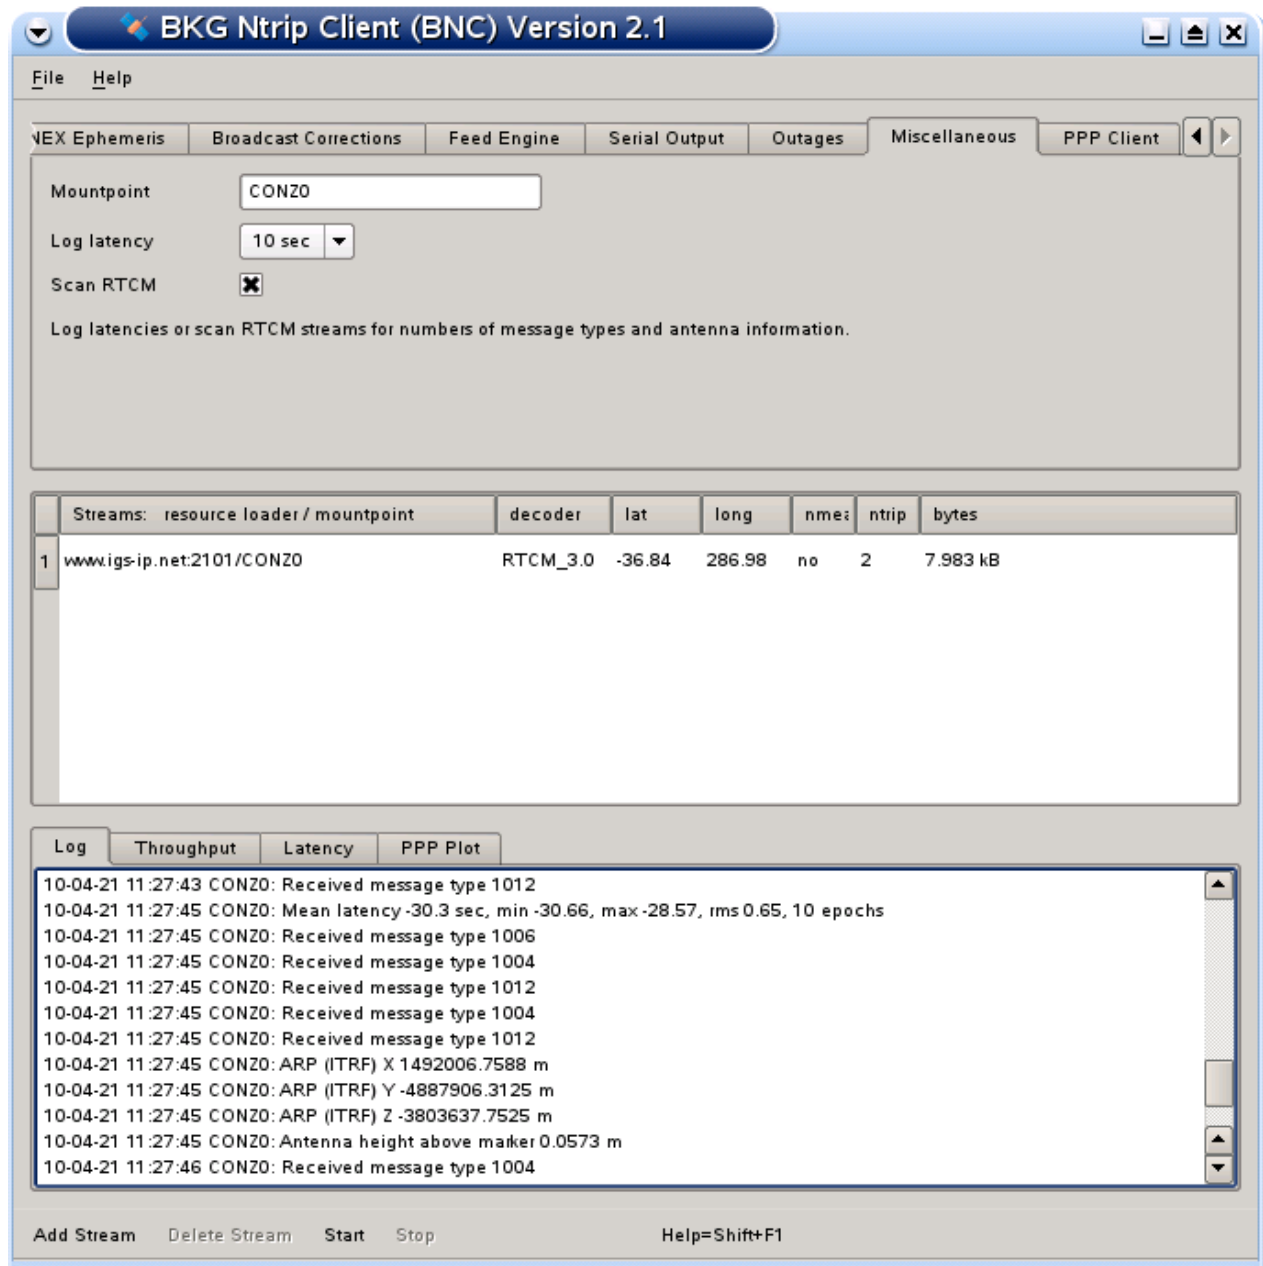 BKG Ntrip Client (BNC) Version 2.1
File Help
NEX Ephemeris Broadcast Corrections Feed Engine Serial Output Outages Miscellaneous PPP Client
Mountpoint CONZ0
Log latency 10 sec
Scan RTCM
Log latencies or scan RTCM streams for numbers of message types and antenna information.
Streams: resource loader / mountpoint decoder lat long nmea ntrip bytes
1 www.igs-ip.net:2101/CONZ0 RTCM_3.0 -36.84 286.98 no 2 7.983 kB
Log Throughput Latency PPP Plot
10-04-21 11:27:43 CONZ0: Received message type 1012
10-04-21 11:27:45 CONZ0: Mean latency -30.3 sec, min -30.66, max -28.57, rms 0.65, 10 epochs
10-04-21 11:27:45 CONZ0: Received message type 1006
10-04-21 11:27:45 CONZ0: Received message type 1004
10-04-21 11:27:45 CONZ0: Received message type 1012
10-04-21 11:27:45 CONZ0: Received message type 1004
10-04-21 11:27:45 CONZ0: Received message type 1012
10-04-21 11:27:45 CONZ0: ARP (ITRF) X 1492006.7588 m
10-04-21 11:27:45 CONZ0: ARP (ITRF) Y -4887906.3125 m
10-04-21 11:27:45 CONZ0: ARP (ITRF) Z -3803637.7525 m
10-04-21 11:27:45 CONZ0: Antenna height above marker 0.0573 m
10-04-21 11:27:46 CONZ0: Received message type 1004
Add Stream Delete Stream Start Stop Help=Shift+F1